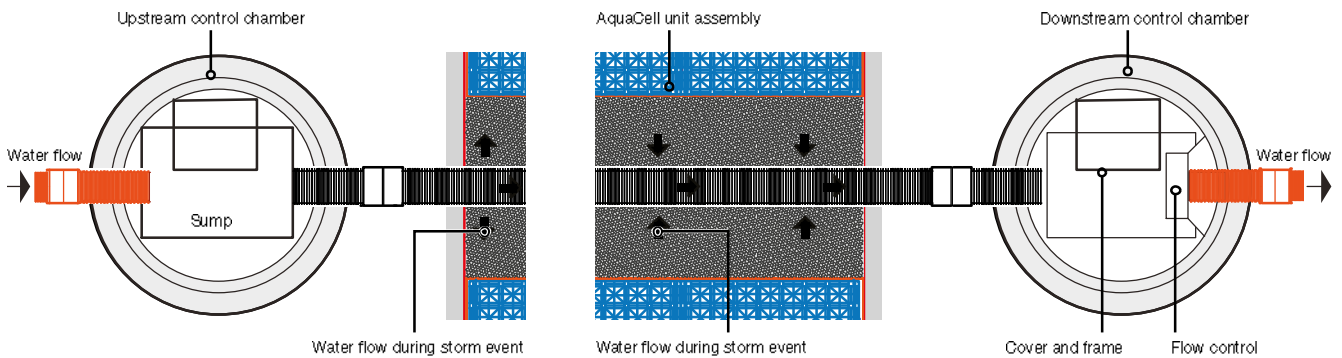 Upstream control chamber
AquaCell unit assembly
Downstream control chamber
Water flow
Water flow
Sump
Water flow during storm event
Water flow during storm event
Cover and frame
Flow control